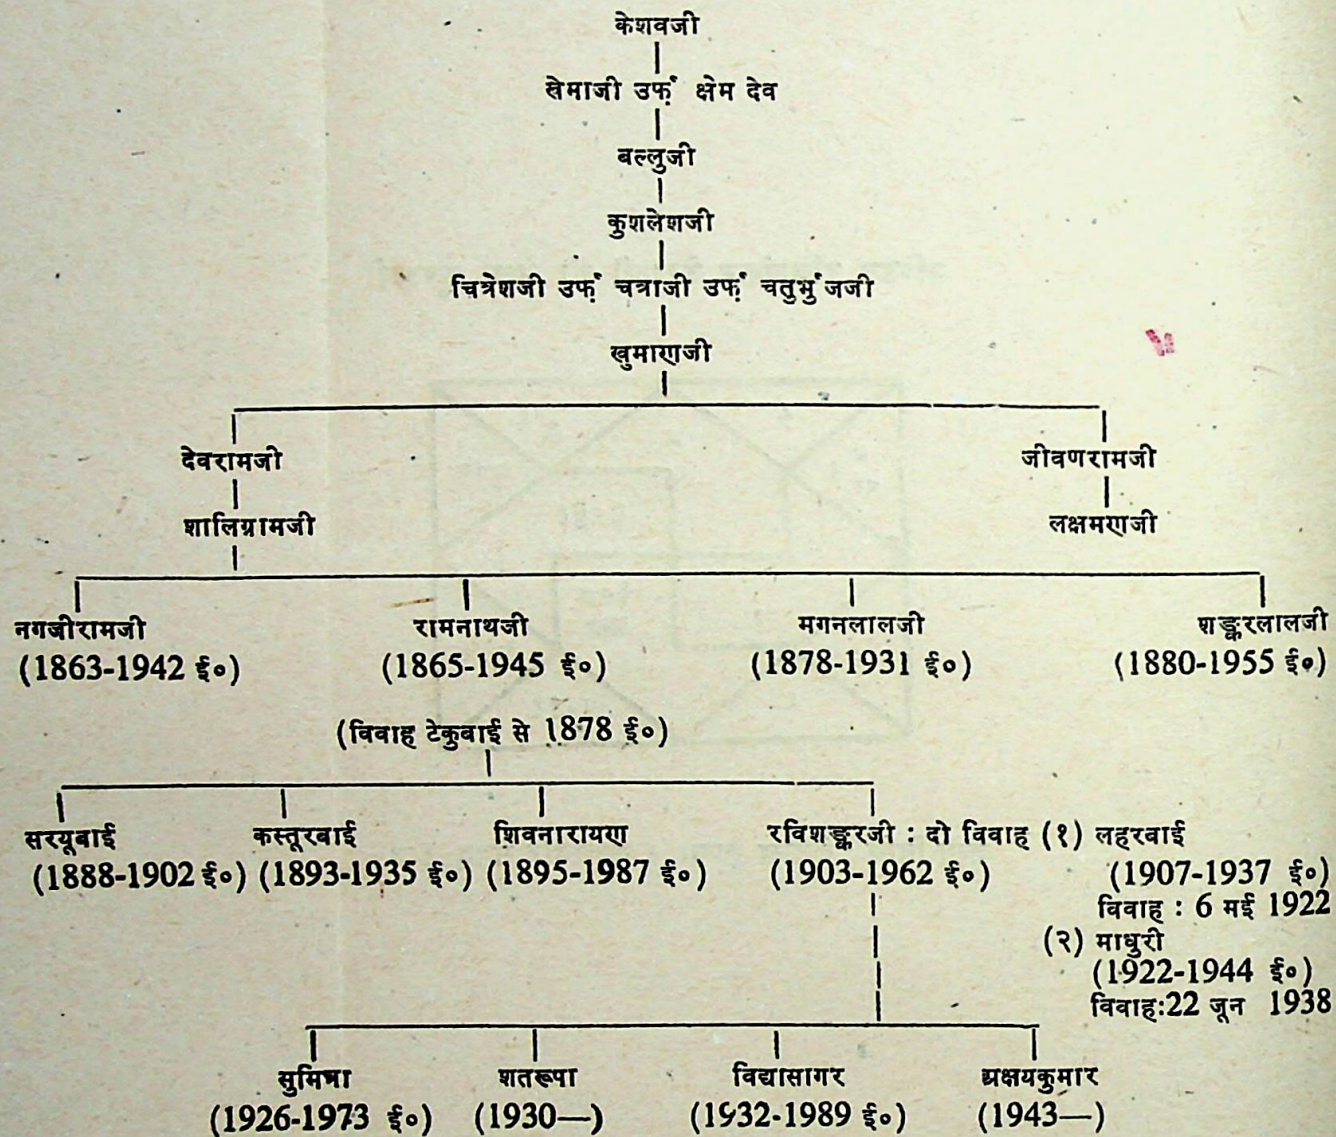 केशवजी
खेमाजी उर्फ़ क्षेम देव
बल्लुजी
कुशलेशजी
चित्रेशजी उर्फ़ चत्राजी उर्फ़ चतुर्भुजजी
खुमाणजी
देवरामजी जीवणरामजी
शालिग्रामजी लक्षमणजी
नगजीरामजी रामनाथजी मगनलालजी शङ्करलालजी
(1863-1942 ई०) (1865-1945 ई०) (1878-1931 ई०) (1880-1955 ई०)
(विवाह टेकुबाई से 1878 ई०)
सरयूबाई कस्तूरबाई शिवनारायण रविशङ्करजी : दो विवाह (१) लहरबाई
(1888-1902 ई०) (1893-1935 ई०) (1895-1987 ई०) (1903-1962 ई०) (1907-1937 ई०)
विवाह : 6 मई 1922
(२) माधुरी
(1922-1944 ई०)
विवाह:22 जून 1938
सुमित्रा शतरूपा विद्यासागर अक्षयकुमार
(1926-1973 ई०) (1930—) (1932-1989 ई०) (1943—)